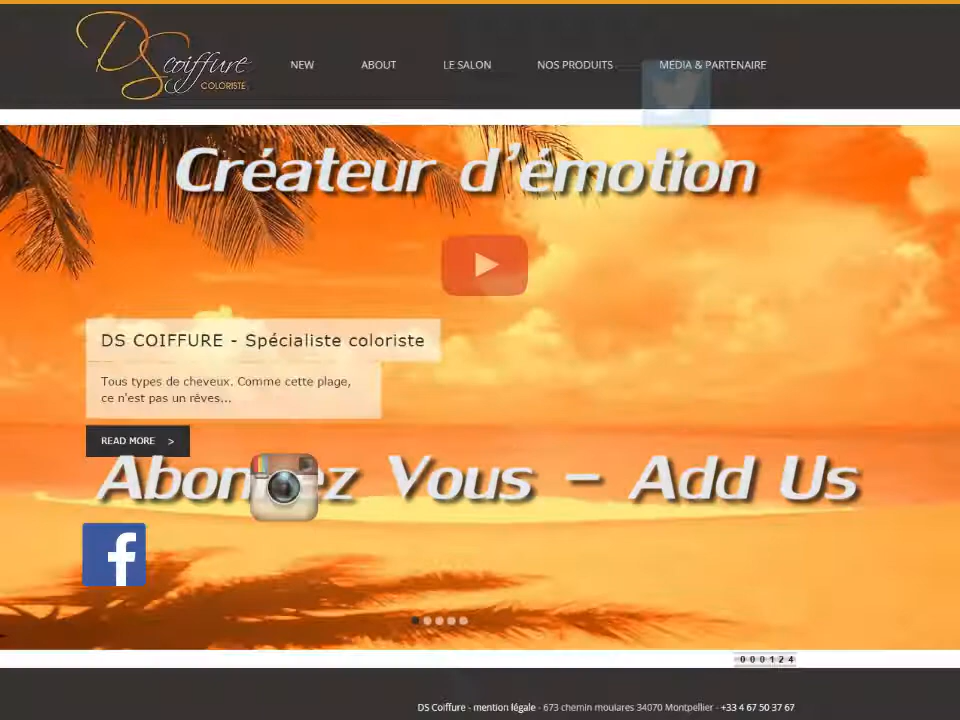 DS coiffure
COLORISTE
NEW ABOUT LE SALON NOS PRODUITS MEDIA & PARTENAIRE
Créateur d'émotion
DS COIFFURE - Spécialiste coloriste
Tous types de cheveux. Comme cette plage,
ce n'est pas un rêves...
READ MORE >
Abon ez Vous - Add Us
000124
DS Coiffure - mention légale - 673 chemin moulares 34070 Montpellier - +33 4 67 50 37 67